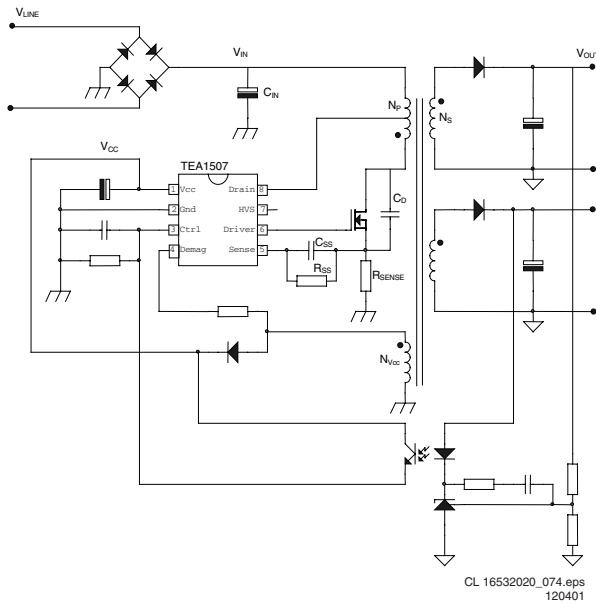 VLINE
VIN
VOUT
CIN
NP
NS
VCC
TEA1507
1 Vcc
Drain 8
2 Gnd
HVS 7
3 Ctrl
Driver 6
4 Demag
Sense 5
CD
CSS
RSS
RSENSE
NVcc
CL 16532020_074.eps
120401